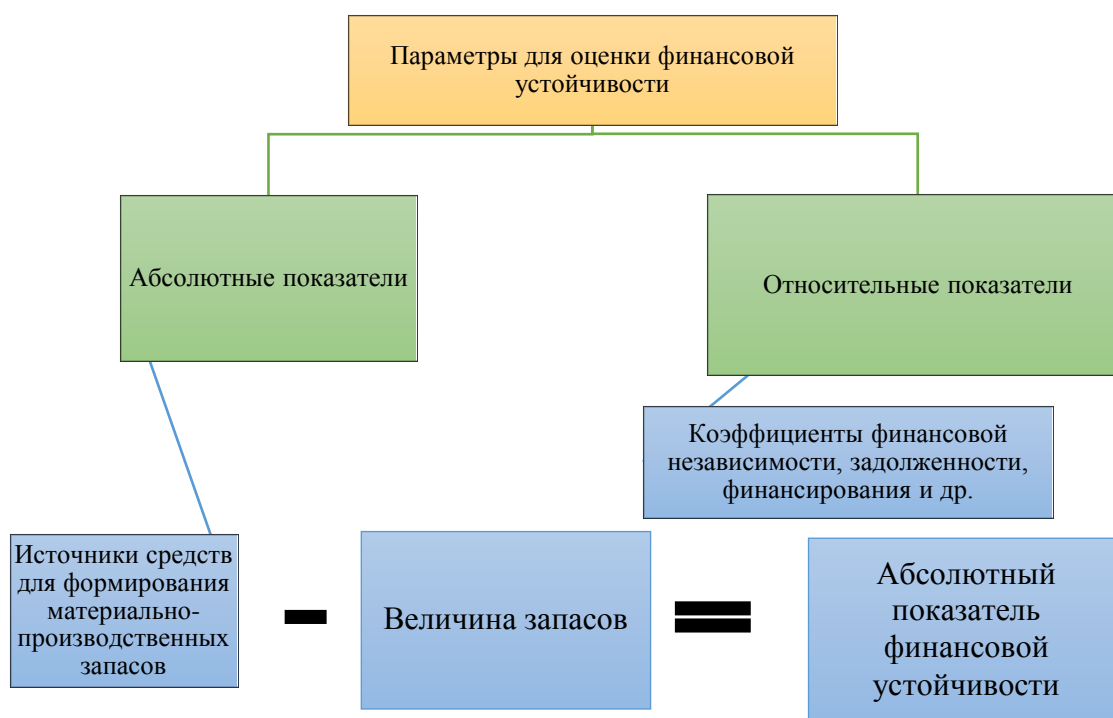 Параметры для оценки финансовой
устойчивости
Абсолютные показатели
Относительные показатели
Коэффициенты финансовой
независимости, задолженности,
финансирования и др.
Источники средств
для формирования
материально-
производственных
запасов
Величина запасов
Абсолютный
показатель
финансовой
устойчивости